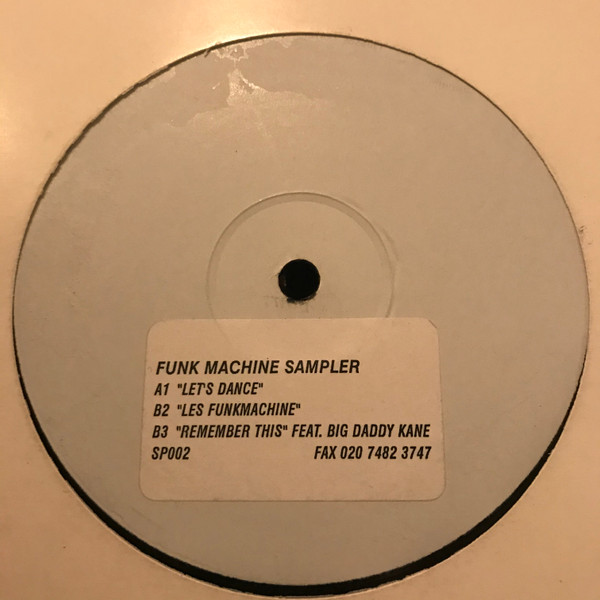 FUNK MACHINE SAMPLER
A1 "LET'S DANCE"
B2 "LES FUNKMACHINE"
B3 "REMEMBER THIS" FEAT. BIG DADDY KANE
SP002 FAX 020 7482 3747